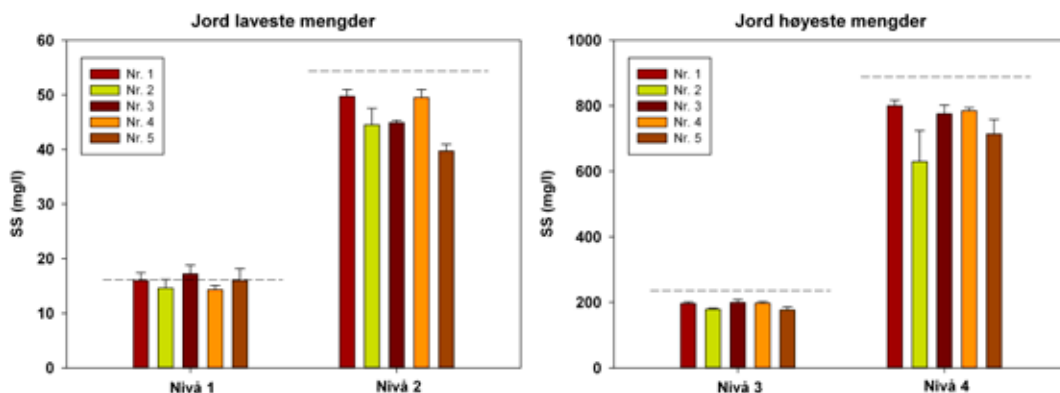 Jord laveste mengder
60
50
40
30
20
10
0
SS (mg/l)
Nr. 1
Nr. 2
Nr. 3
Nr. 4
Nr. 5
Nivå 1
Nivå 2
Jord høyeste mengder
1000
800
600
400
200
0
SS (mg/l)
Nr. 1
Nr. 2
Nr. 3
Nr. 4
Nr. 5
Nivå 3
Nivå 4